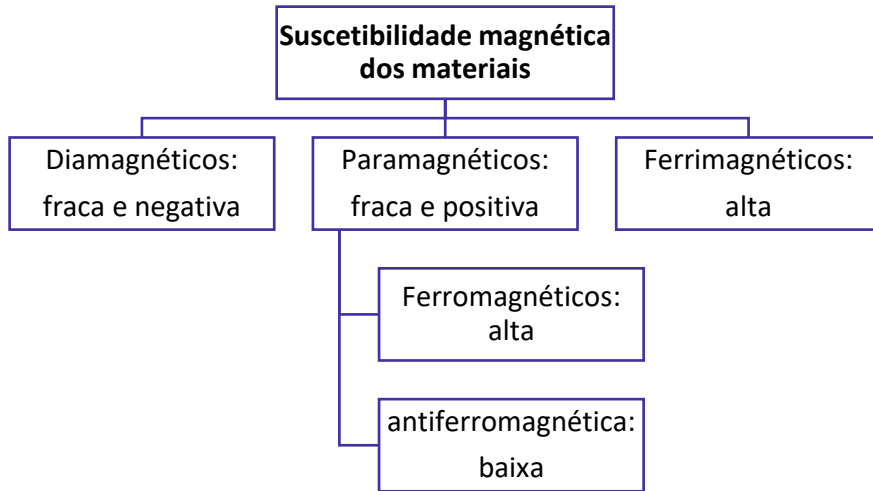 Suscetibilidade magnética
dos materiais
Diamagnéticos:
fraca e negativa
Paramagnéticos:
fraca e positiva
Ferrimagnéticos:
alta
Ferromagnéticos:
alta
antiferromagnética:
baixa